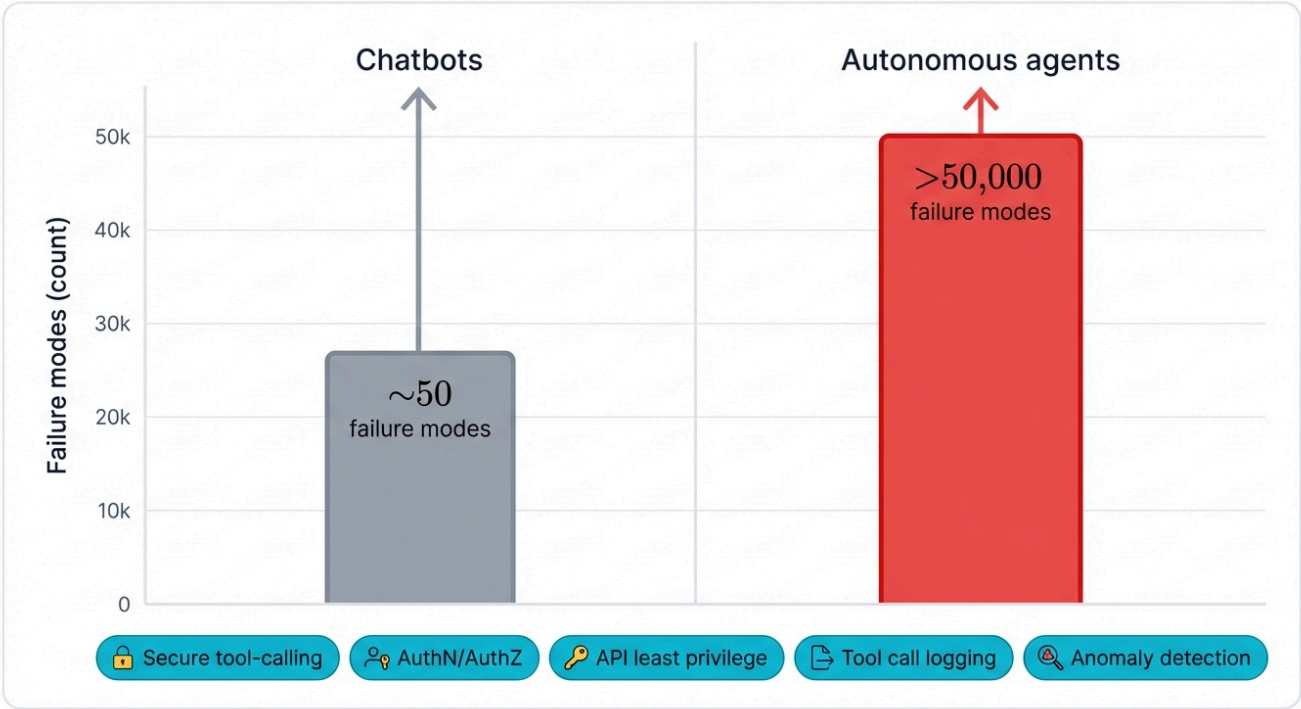 Chatbots
Autonomous agents
Failure modes (count)
50k
40k
30k
20k
10k
0
~50
failure modes
>50,000
failure modes
Secure tool-calling
AuthN/AuthZ
API least privilege
Tool call logging
Anomaly detection